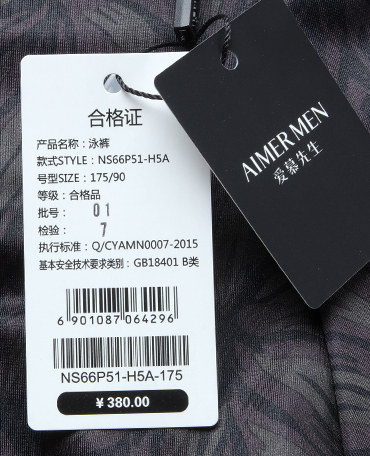 合格证
产品名称：泳裤
款式STYLE：NS66P51-H5A
号型SIZE：175/90
等级：合格品
批号：01
检验：7
执行标准：Q/CYAMN0007-2015
基本安全技术要求类别：GB18401 B类
6 901087 064296
NS66P51-H5A-175
¥ 380.00
AIMER MEN
爱慕先生